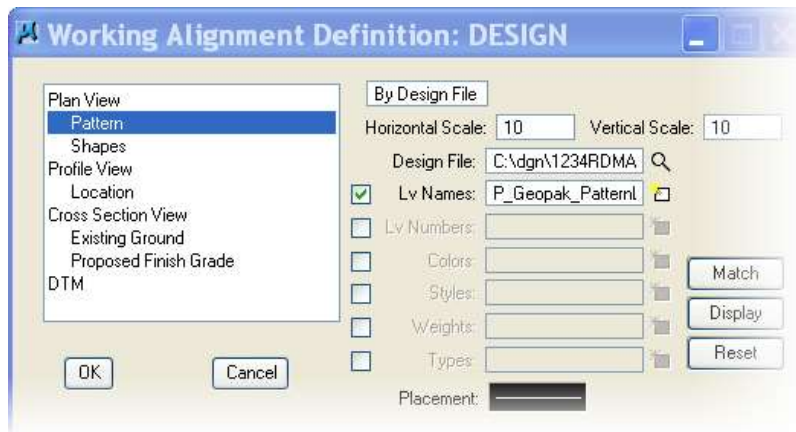 Working Alignment Definition: DESIGN
Plan View
Pattern
Shapes
Profile View
Location
Cross Section View
Existing Ground
Proposed Finish Grade
DTM
OK
Cancel
By Design File
Horizontal Scale: 10 Vertical Scale: 10
Design File: C:\dgn\1234RDMA
Lv Names: P_Geopak_Patternl
Lv Numbers:
Colors:
Styles:
Weights:
Types:
Placement:
Match
Display
Reset